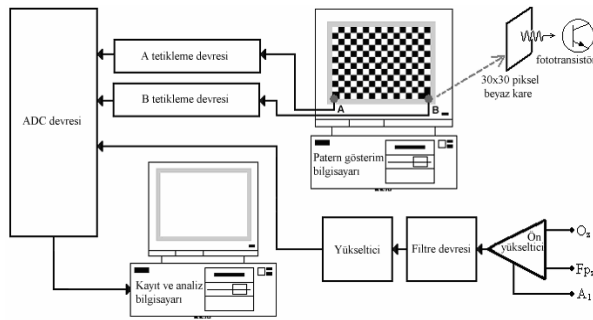 A tetikleme devresi
B tetikleme devresi
ADC devresi
A
B
Patern gösterim
bilgisayarı
30x30 piksel
beyaz kare
fototransistör
Kayıt ve analiz
bilgisayarı
Yükseltici
Filtre devresi
Ön
yükseltici
Oz
Fpz
A1